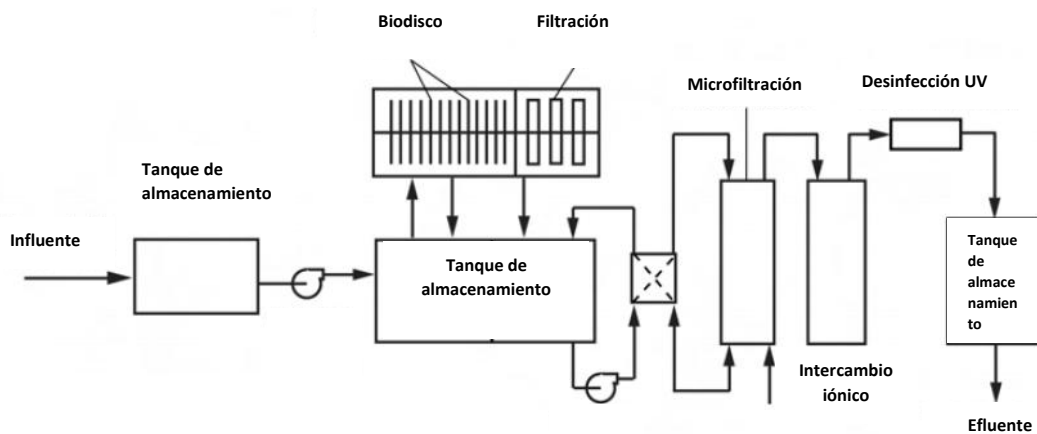 Biodisco
Filtración
Microfiltración
Desinfección UV
Tanque de
almacenamiento
Influente
Tanque de
almacenamiento
Tanque
de
almace
namien
to
Intercambio
iónico
Efluente